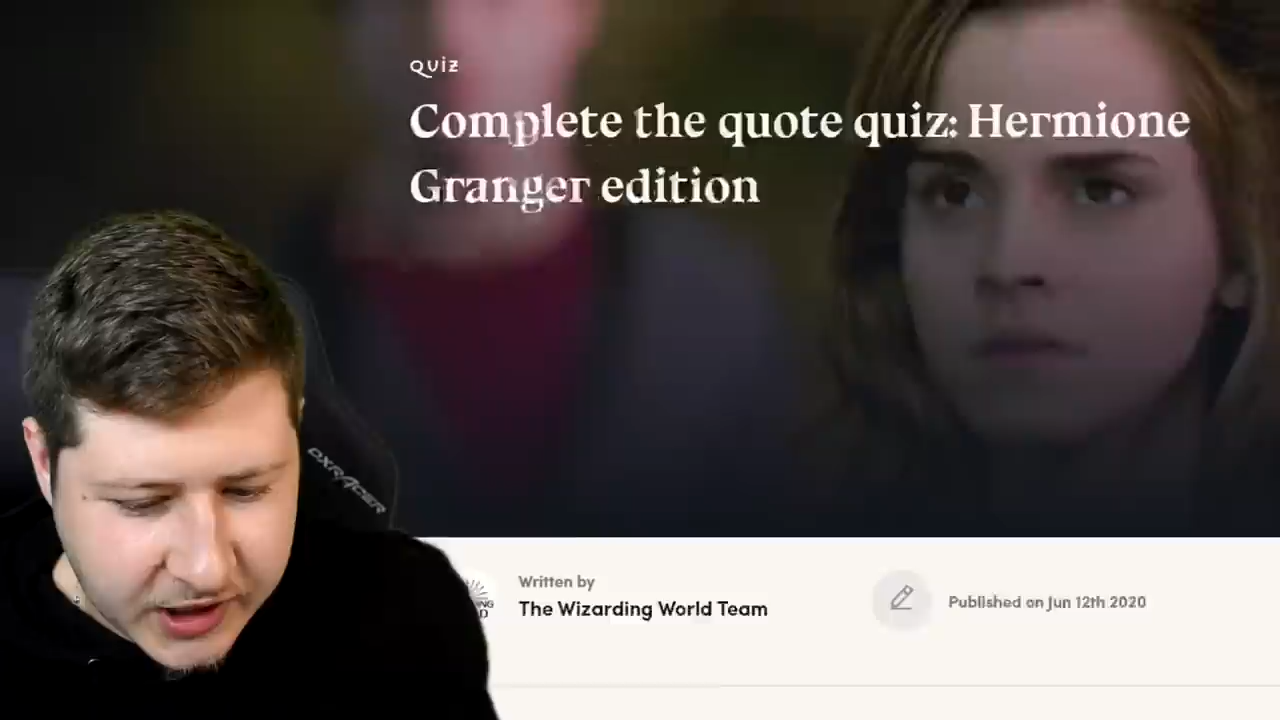 QUIZ
Complete the quote quiz: Hermione
Granger edition
DXRACER
Written by
The Wizarding World Team
Published on Jun 12th 2020